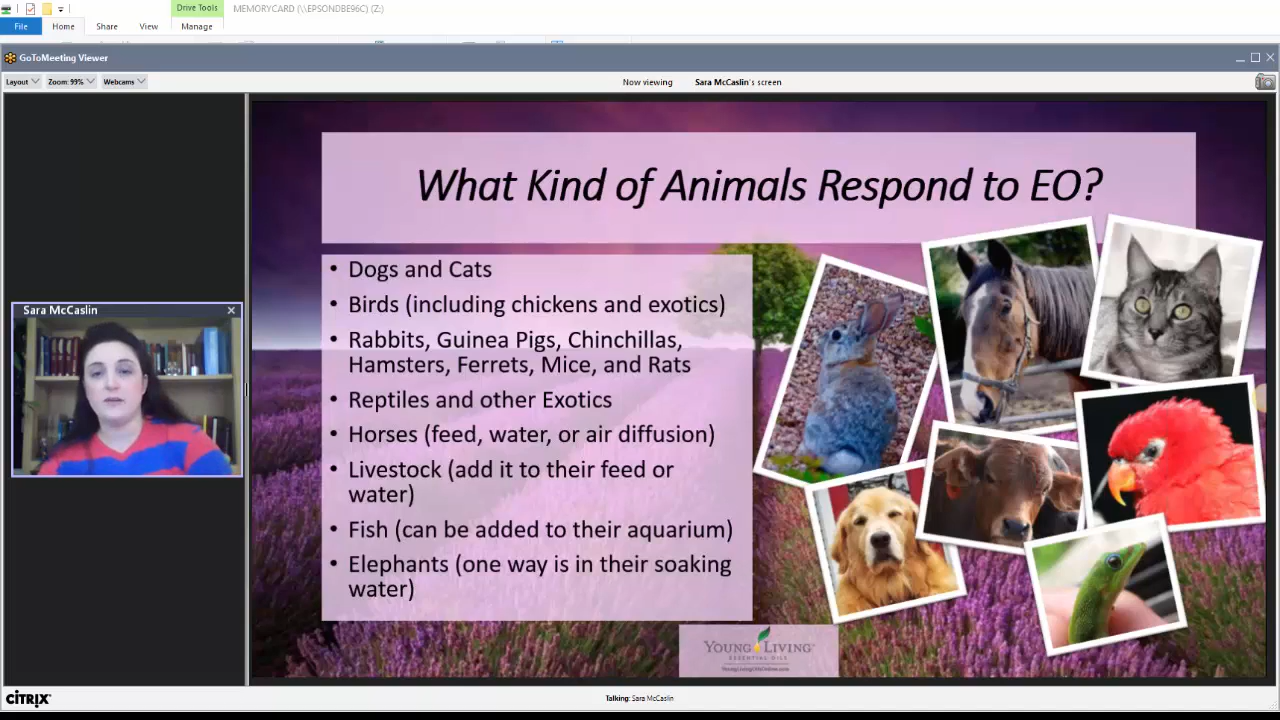 Drive Tools
MEMORYCARD (\\EPSONDBE96C) (Z:)
File
Home
Share
View
Manage
GoToMeeting Viewer
Layout
Zoom: 99%
Webcams
Now viewing
Sara McCaslin's screen
What Kind of Animals Respond to EO?
Sara McCaslin
• Dogs and Cats
• Birds (including chickens and exotics)
• Rabbits, Guinea Pigs, Chinchillas,
Hamsters, Ferrets, Mice, and Rats
• Reptiles and other Exotics
• Horses (feed, water, or air diffusion)
• Livestock (add it to their feed or
water)
• Fish (can be added to their aquarium)
• Elephants (one way is in their soaking
water)
YOUNG LIVING
ESSENTIAL OILS
CITRIX
Talking: Sara McCaslin